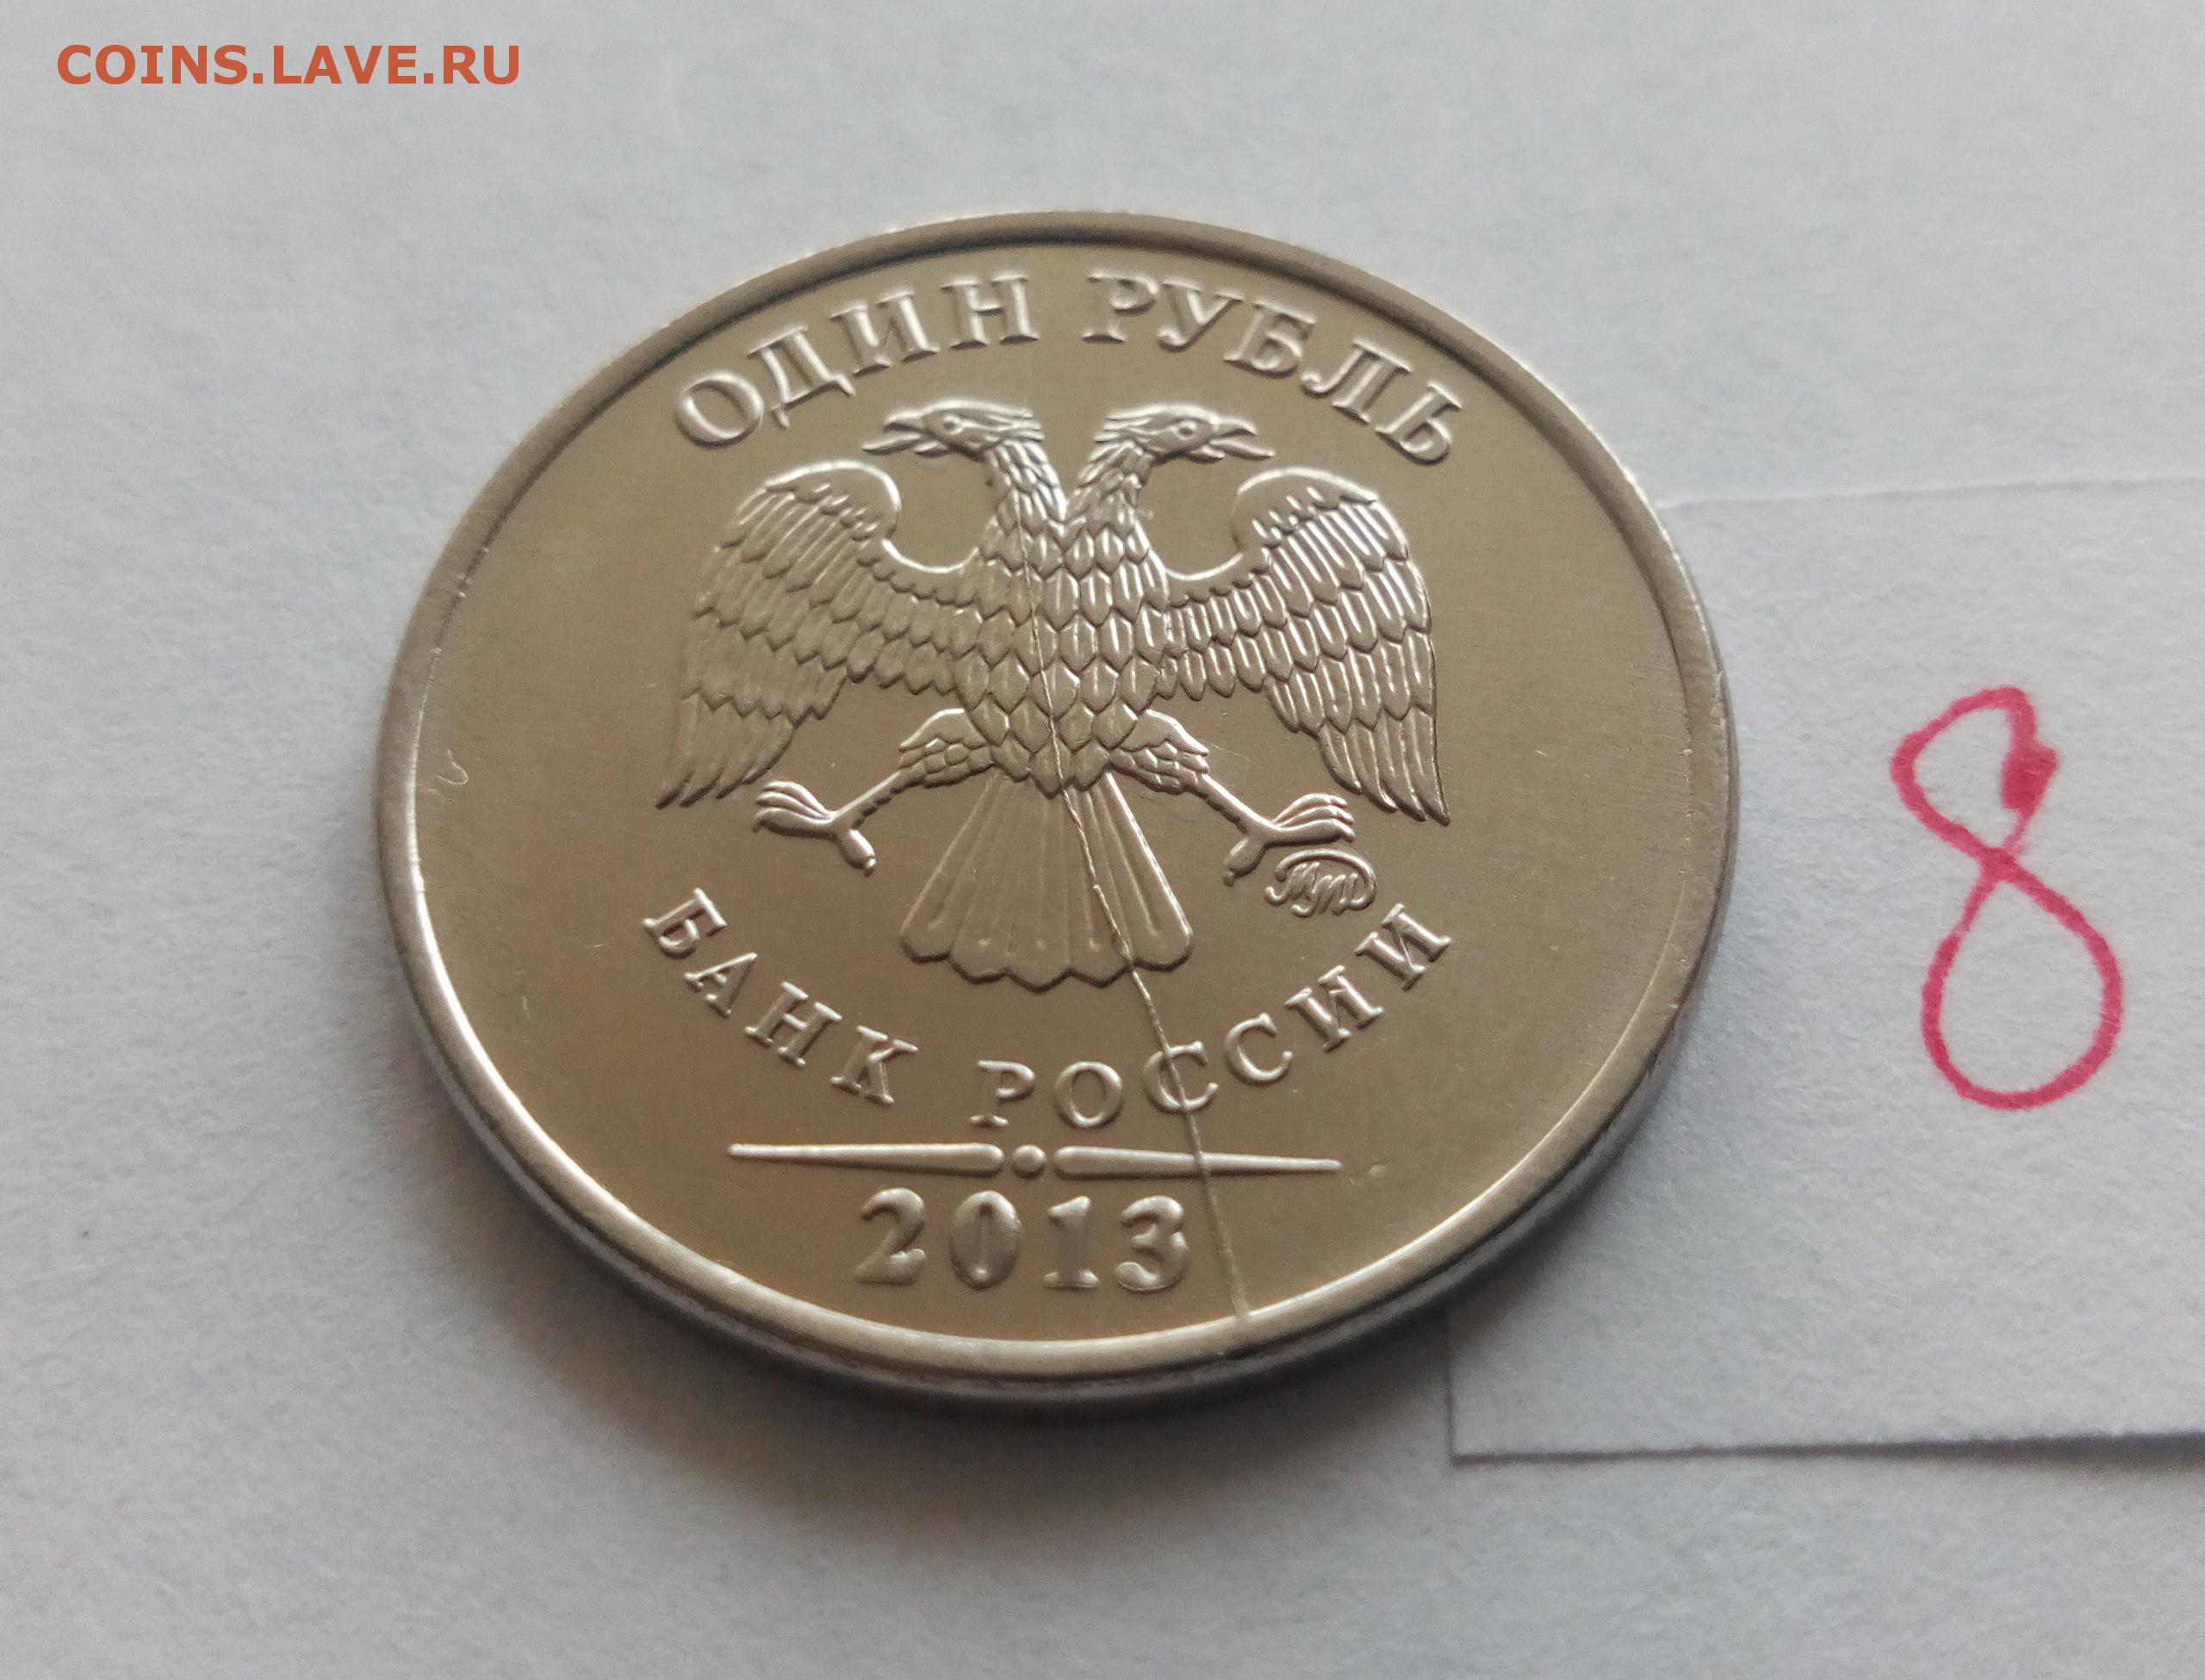 COINS.LAVE.RU
ОДИН РУБЛЬ
ММД
БАНК РОССИИ
2013
8